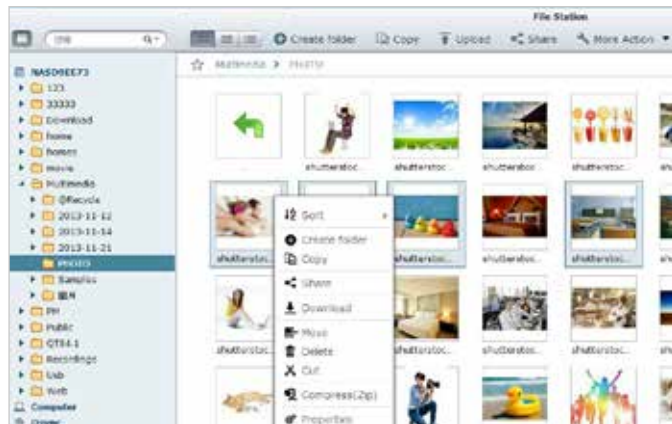 File Station
Create folder
Copy
Upload
Share
More Action
Multimedia > PHOTO
NASD9EE73
123
33333
Download
home
homes
movie
Multimedia
@Recycle
2013-11-12
2013-11-14
2013-11-21
PHOTO
Samples
PM
Public
QTS4.1
Recordings
Usb
Web
Computer
shutterstoc...
shutterstoc...
shutterstoc...
shutterstoc...
shutterstoc...
shutterstoc...
shutterstoc...
shutterstoc...
shutterstoc...
shutterstoc...
shutterstoc...
shutterstoc...
Sort
Create folder
Copy
Share
Download
Move
Delete
Cut
Compress(Zip)
Properties